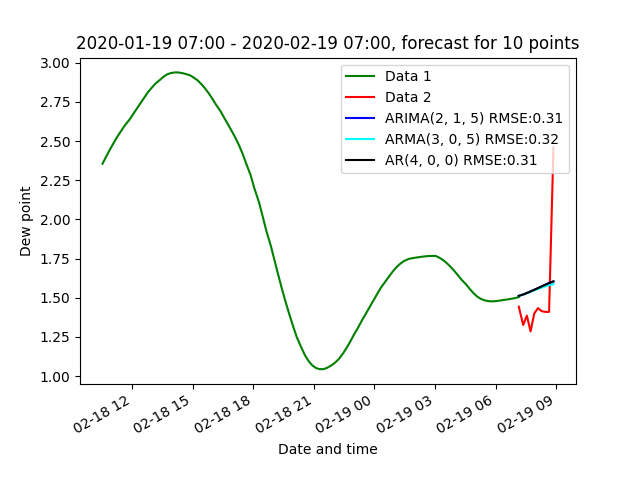 2020-01-19 07:00 - 2020-02-19 07:00, forecast for 10 points
Data 1
Data 2
ARIMA(2, 1, 5) RMSE:0.31
ARMA(3, 0, 5) RMSE:0.32
AR(4, 0, 0) RMSE:0.31
Dew point
3.00
2.75
2.50
2.25
2.00
1.75
1.50
1.25
1.00
02-18 12
02-18 15
02-18 18
02-18 21
02-19 00
02-19 03
02-19 06
02-19 09
Date and time